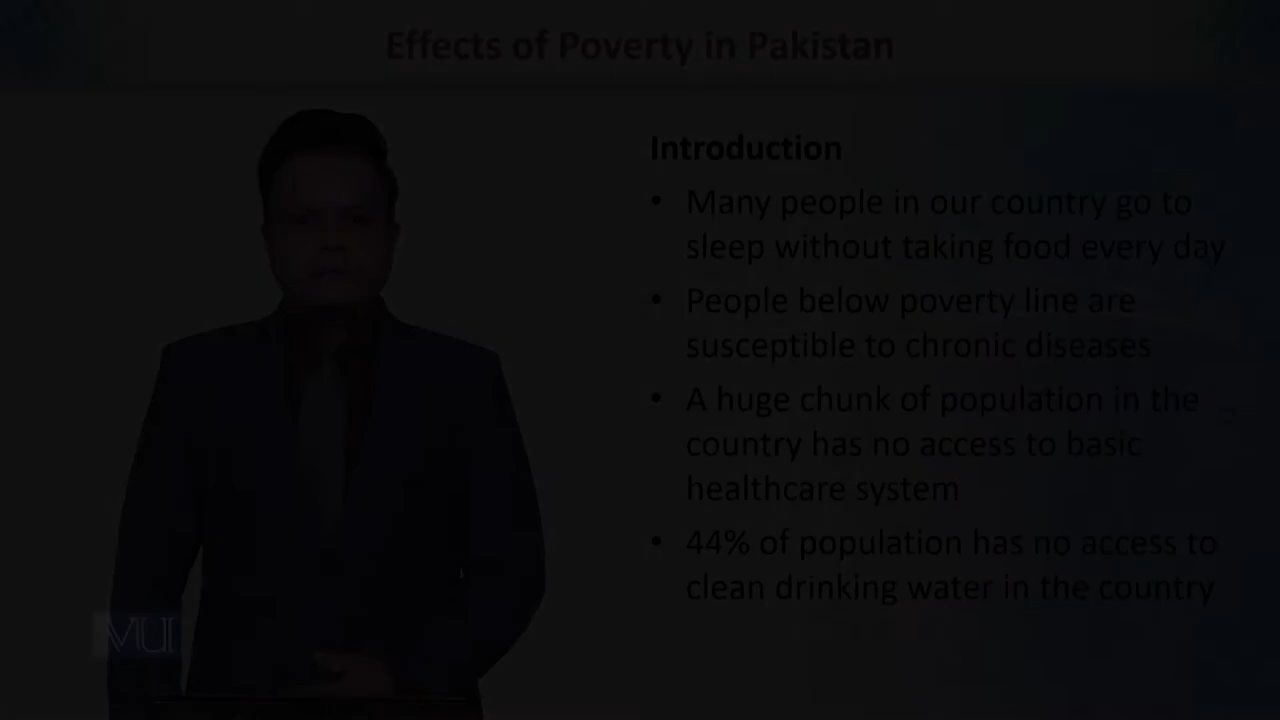 Effects of Poverty in Pakistan
Introduction
• Many people in our country go to
sleep without taking food every day
• People below poverty line are
susceptible to chronic diseases
• A huge chunk of population in the
country has no access to basic
healthcare system
• 44% of population has no access to
clean drinking water in the country
VU